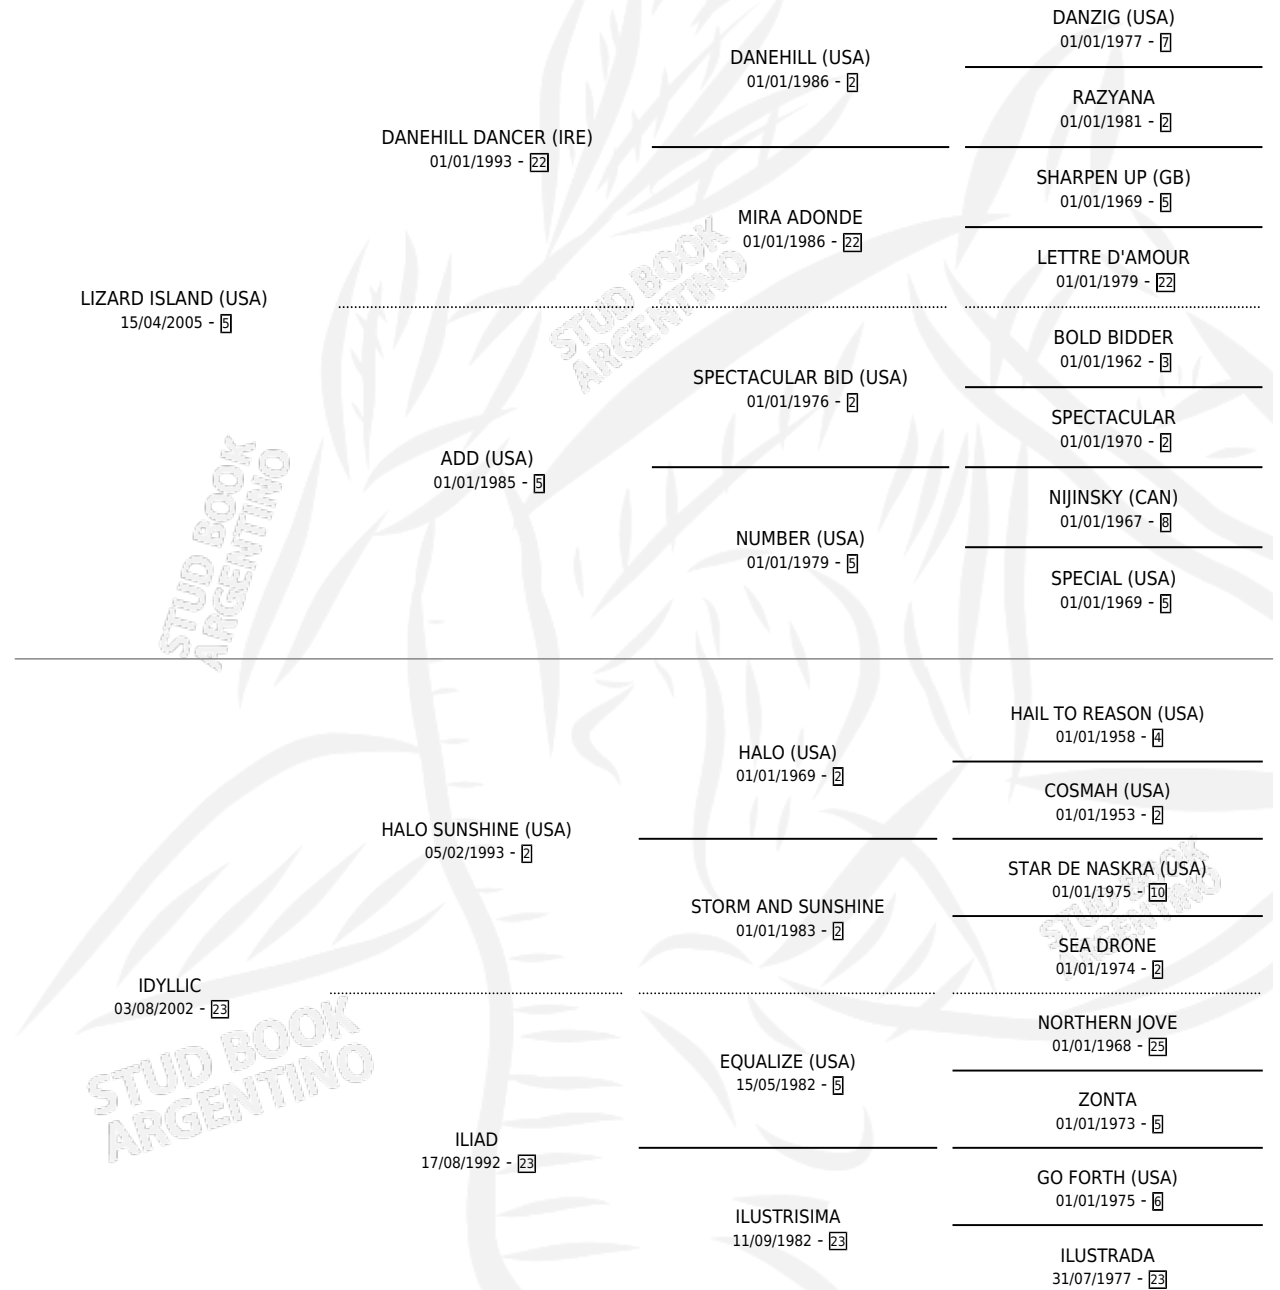 DANZIG (USA)
01/01/1977 - 7
DANEHILL (USA)
01/01/1986 - 2
RAZYANA
01/01/1981 - 2
DANEHILL DANCER (IRE)
01/01/1993 - 22
SHARPEN UP (GB)
01/01/1969 - 5
MIRA ADONDE
01/01/1986 - 22
LETTRE D'AMOUR
01/01/1979 - 22
LIZARD ISLAND (USA)
15/04/2005 - 5
BOLD BIDDER
01/01/1962 - 3
SPECTACULAR BID (USA)
01/01/1976 - 2
SPECTACULAR
01/01/1970 - 2
ADD (USA)
01/01/1985 - 5
NIJINSKY (CAN)
01/01/1967 - 8
NUMBER (USA)
01/01/1979 - 5
SPECIAL (USA)
01/01/1969 - 5
HAIL TO REASON (USA)
01/01/1958 - 4
HALO (USA)
01/01/1969 - 2
COSMAH (USA)
01/01/1953 - 2
HALO SUNSHINE (USA)
05/02/1993 - 2
STAR DE NASKRA (USA)
01/01/1975 - 10
STORM AND SUNSHINE
01/01/1983 - 2
SEA DRONE
01/01/1974 - 2
IDYLLIC
03/08/2002 - 23
NORTHERN JOVE
01/01/1968 - 25
EQUALIZE (USA)
15/05/1982 - 5
ZONTA
01/01/1973 - 5
ILIAD
17/08/1992 - 23
GO FORTH (USA)
01/01/1975 - 6
ILUSTRISIMA
11/09/1982 - 23
ILUSTRADA
31/07/1977 - 23
STUD BOOK
ARGENTINO
STUD BOOK
ARGENTINO
STUD BOOK
ARGENTINO
STUD BOOK
ARGENTINO